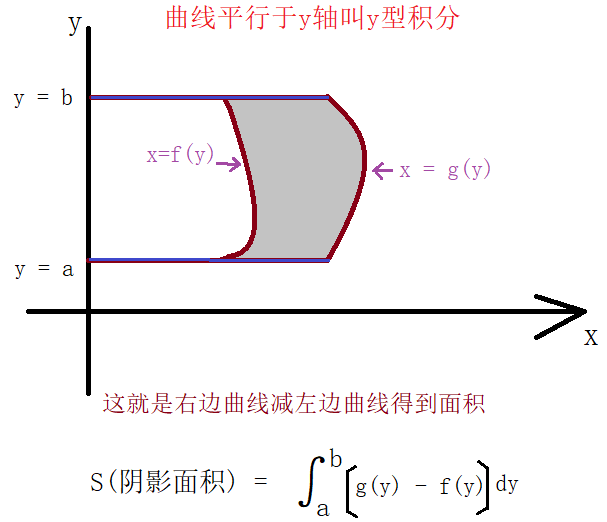 曲线平行于y轴叫y型积分
y
y = b
x=f(y)
x = g(y)
y = a
x
这就是右边曲线减左边曲线得到面积
S(阴影面积) = ∫_a^b [g(y) - f(y)] dy